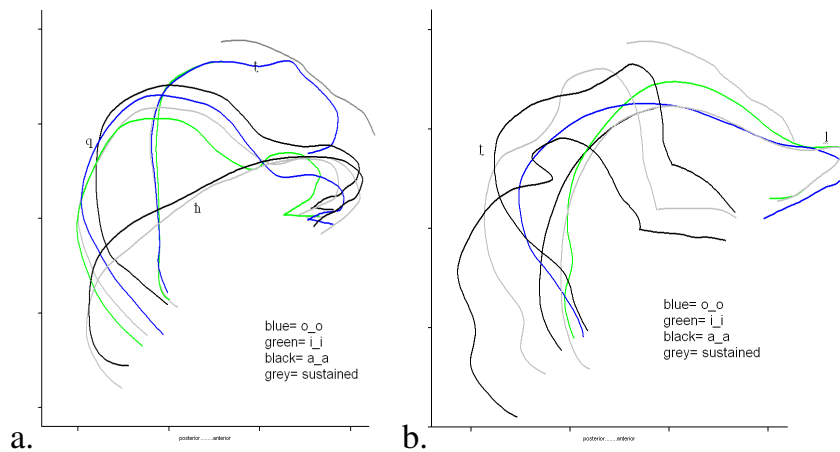 ṭ
q
ħ
blue= o_o
green= i_i
black= a_a
grey= sustained
posterior........anterior
a.
b.
ṭ
l
blue= o_o
green= i_i
black= a_a
grey= sustained
posterior........anterior